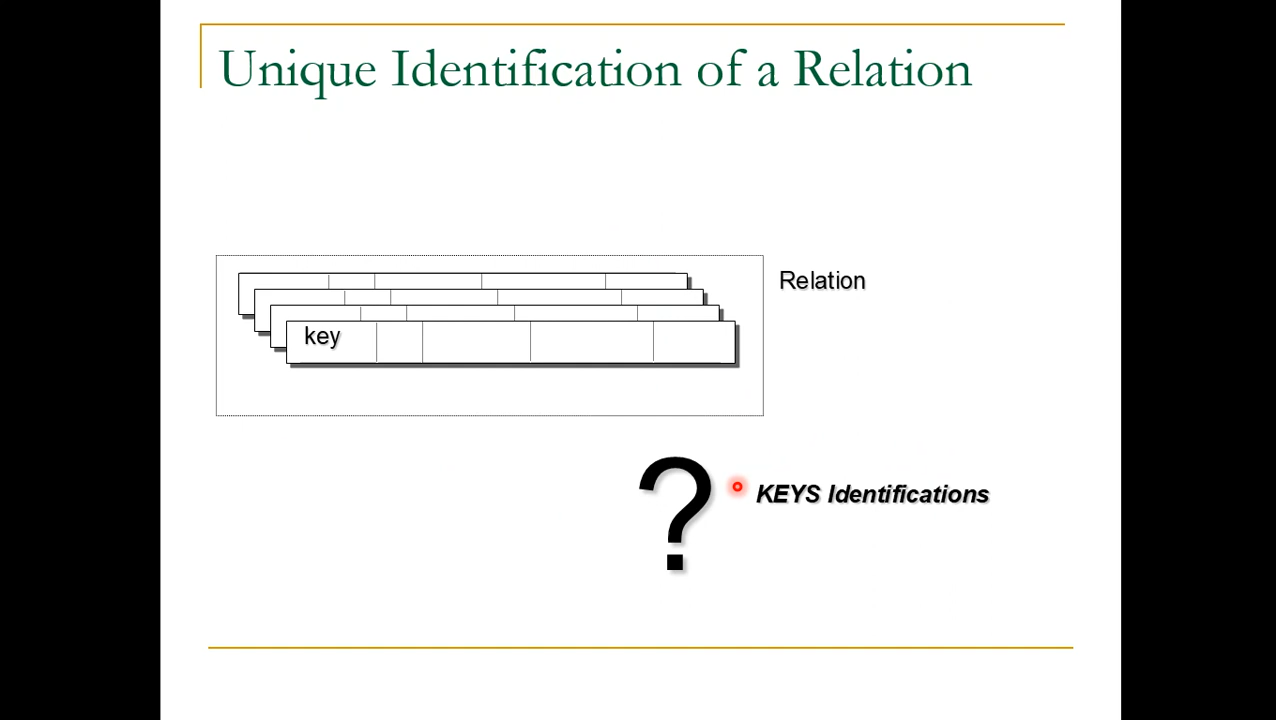 Unique Identification of a Relation
Relation
key
?
KEYS Identifications